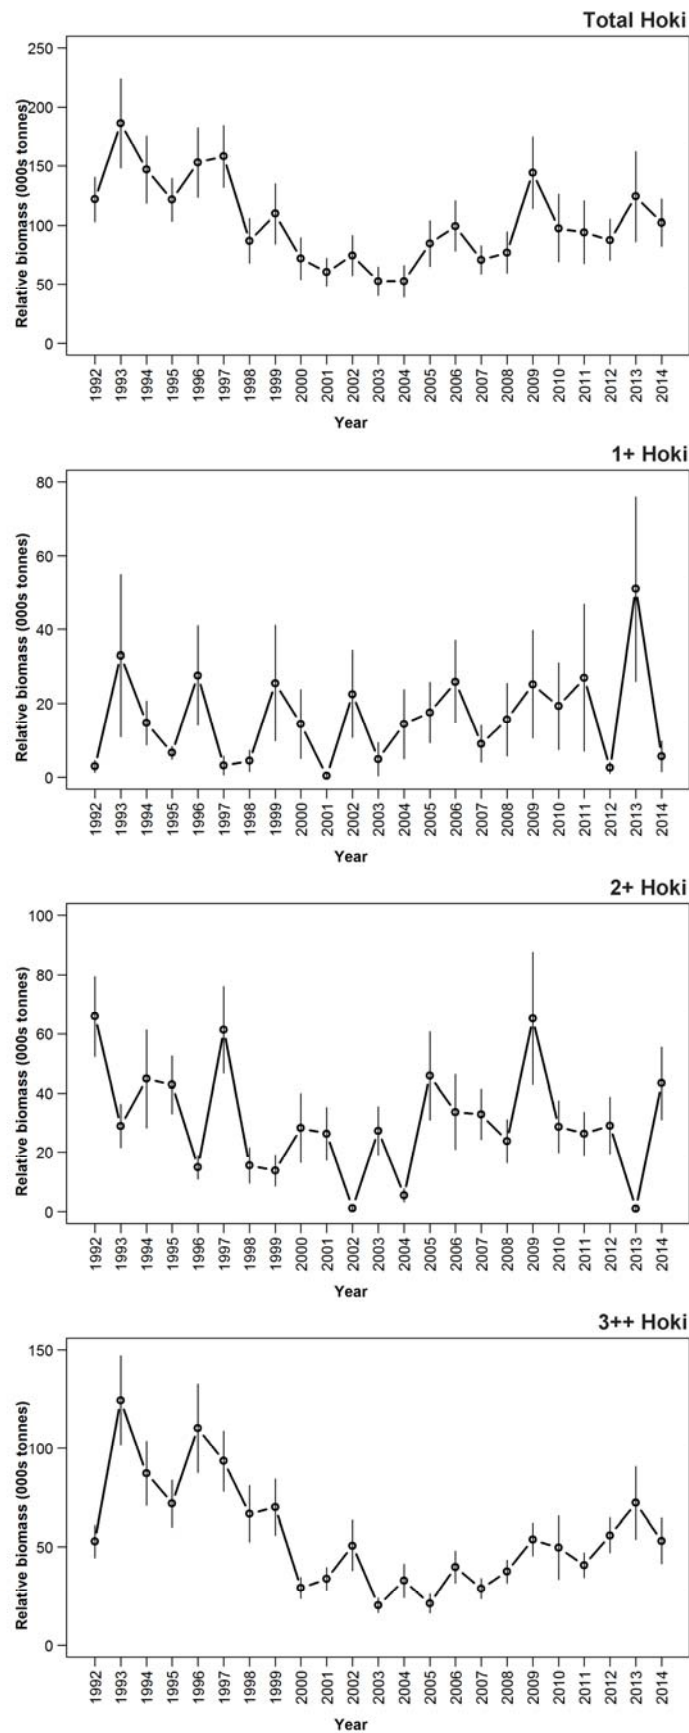 Total Hoki
250
200
150
100
50
0
Relative biomass (000s tonnes)
1992 1993 1994 1995 1996 1997 1998 1999 2000 2001 2002 2003 2004 2005 2006 2007 2008 2009 2010 2011 2012 2013 2014
Year
1+ Hoki
80
60
40
20
0
Relative biomass (000s tonnes)
1992 1993 1994 1995 1996 1997 1998 1999 2000 2001 2002 2003 2004 2005 2006 2007 2008 2009 2010 2011 2012 2013 2014
Year
2+ Hoki
100
80
60
40
20
0
Relative biomass (000s tonnes)
1992 1993 1994 1995 1996 1997 1998 1999 2000 2001 2002 2003 2004 2005 2006 2007 2008 2009 2010 2011 2012 2013 2014
Year
3++ Hoki
150
100
50
0
Relative biomass (000s tonnes)
1992 1993 1994 1995 1996 1997 1998 1999 2000 2001 2002 2003 2004 2005 2006 2007 2008 2009 2010 2011 2012 2013 2014
Year